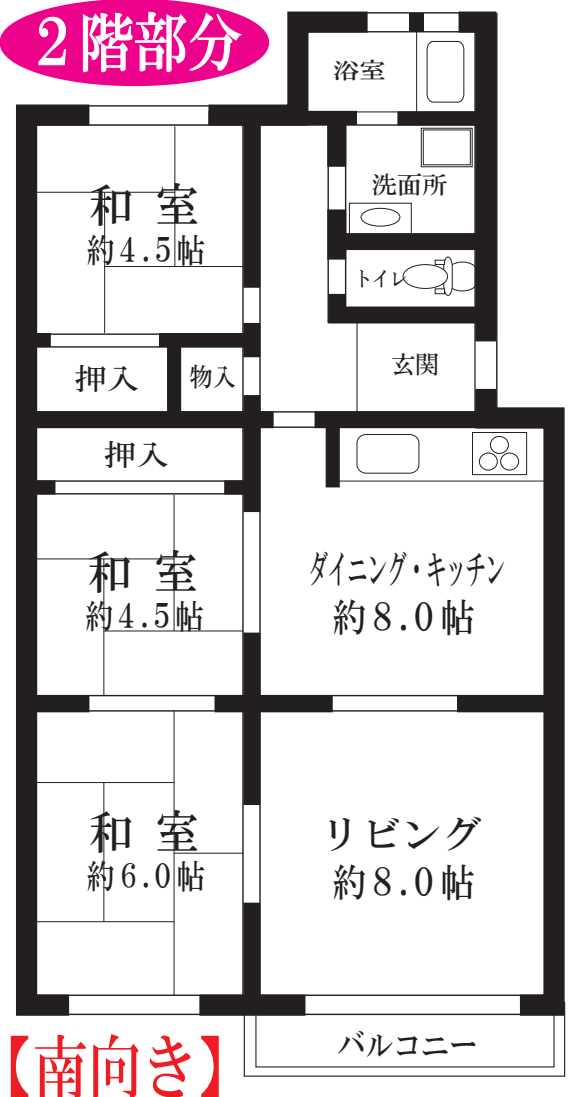 2階部分
浴室
洗面所
和室
約4.5帖
トイレ
玄関
押入
物入
押入
和室
約4.5帖
ダイニング・キッチン
約8.0帖
和室
約6.0帖
リビング
約8.0帖
バルコニー
【南向き】